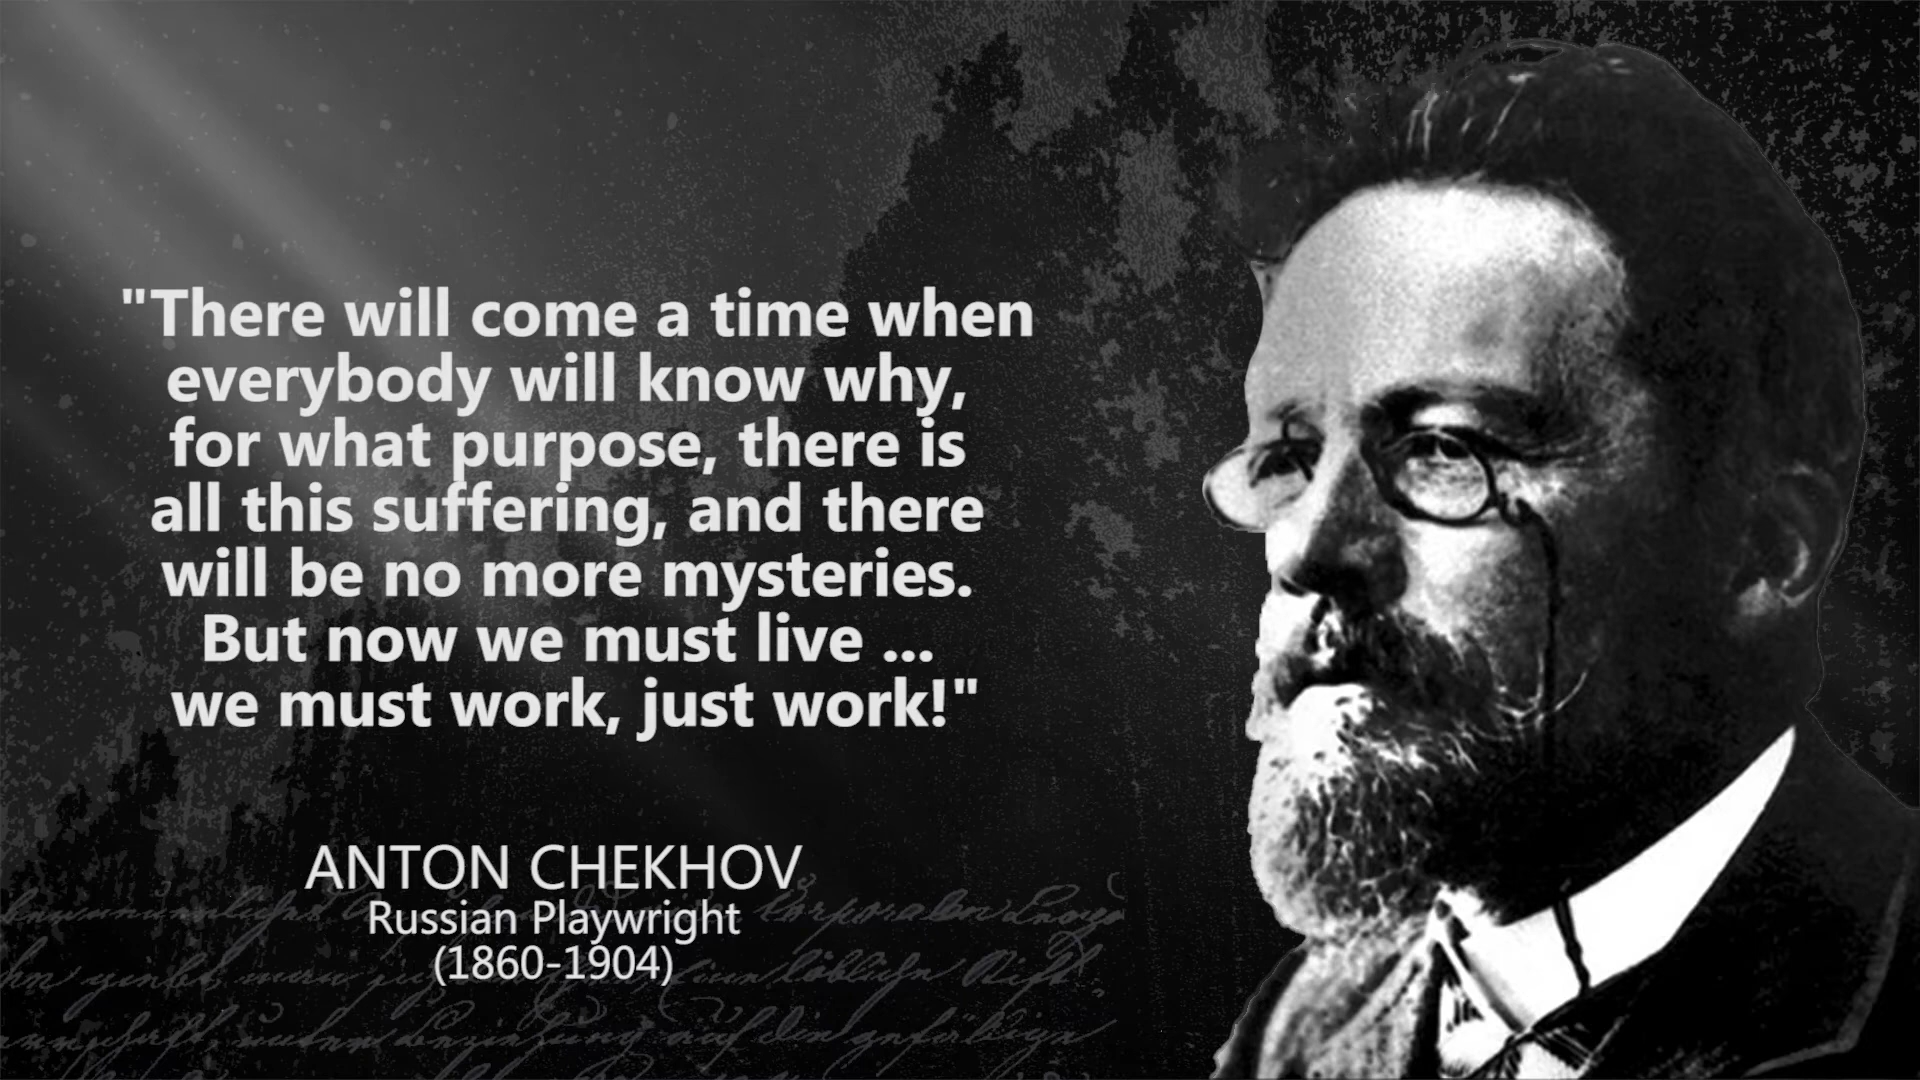 "There will come a time when
everybody will know why,
for what purpose, there is
all this suffering, and there
will be no more mysteries.
But now we must live ...
we must work, just work!"
ANTON CHEKHOV
Russian Playwright
(1860-1904)